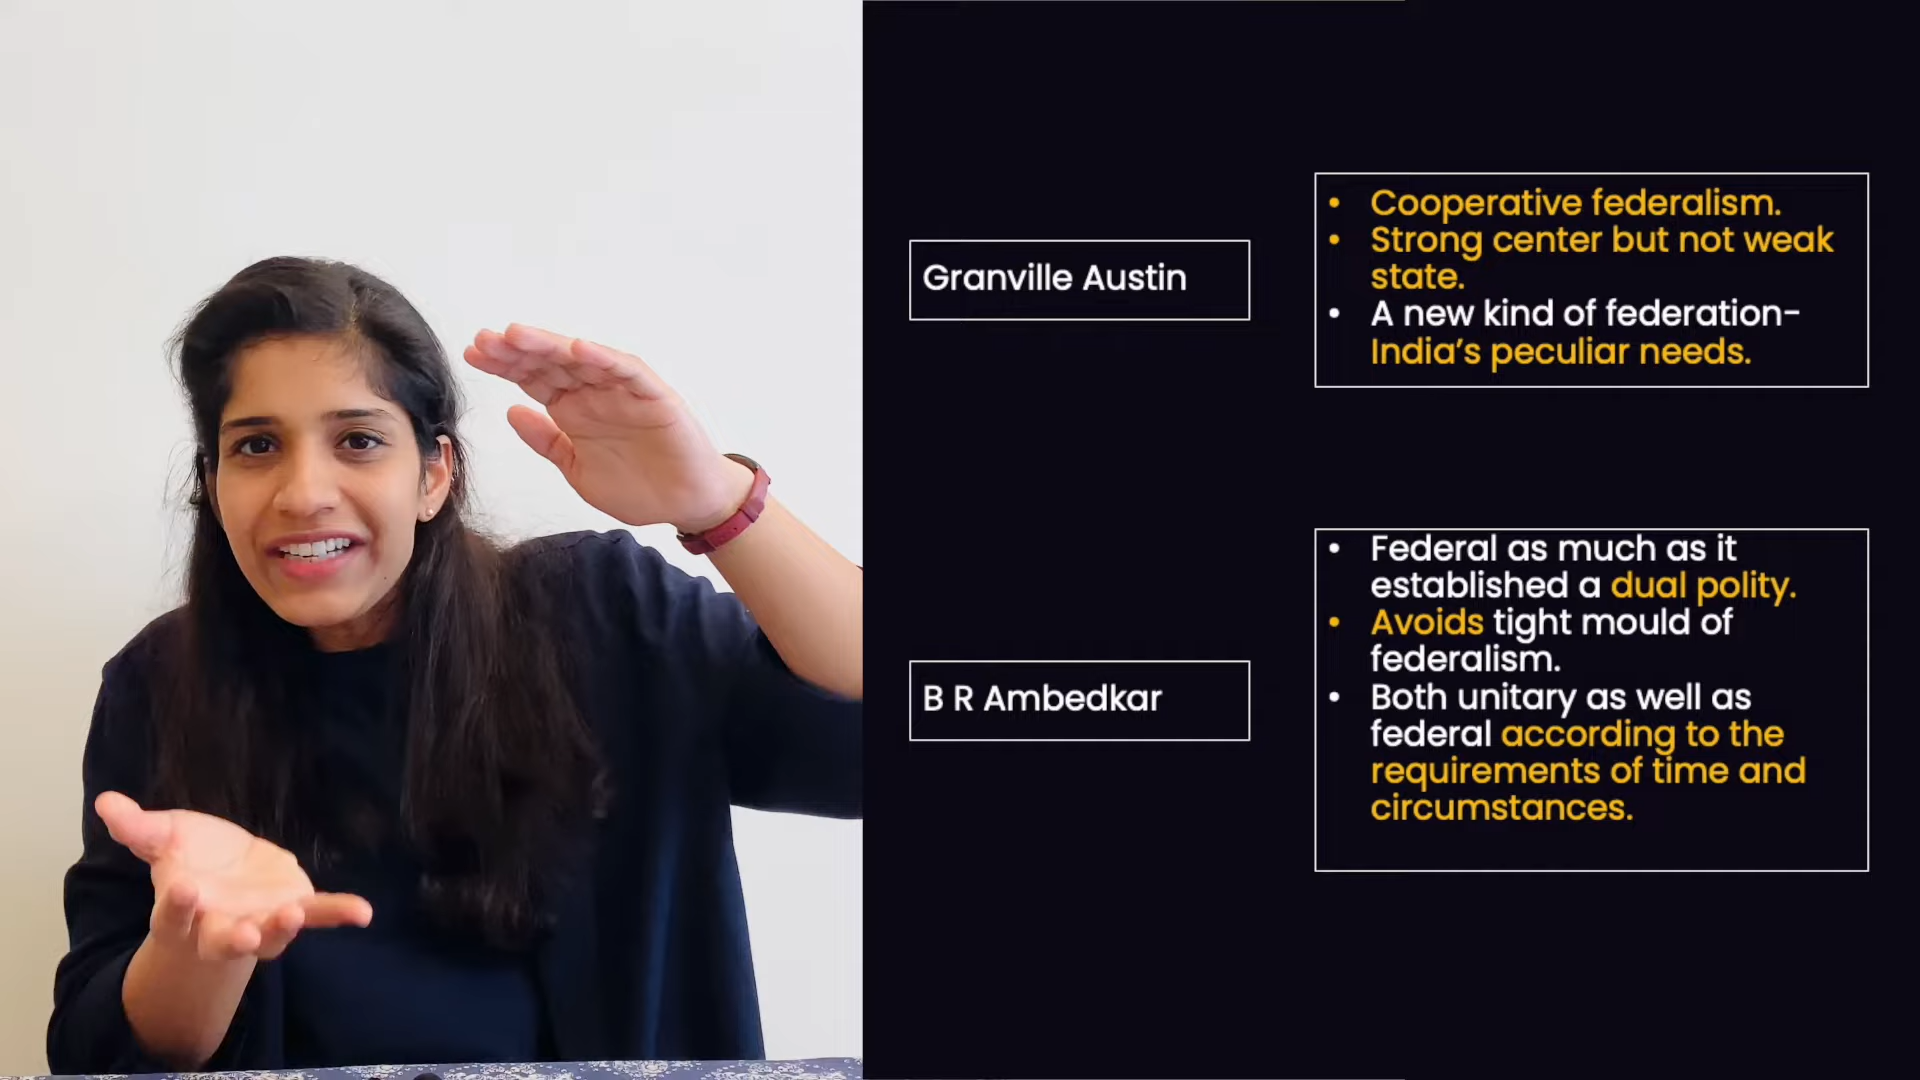 Granville Austin
• Cooperative federalism.
• Strong center but not weak
state.
• A new kind of federation-
India’s peculiar needs.
B R Ambedkar
• Federal as much as it
established a dual polity.
• Avoids tight mould of
federalism.
• Both unitary as well as
federal according to the
requirements of time and
circumstances.